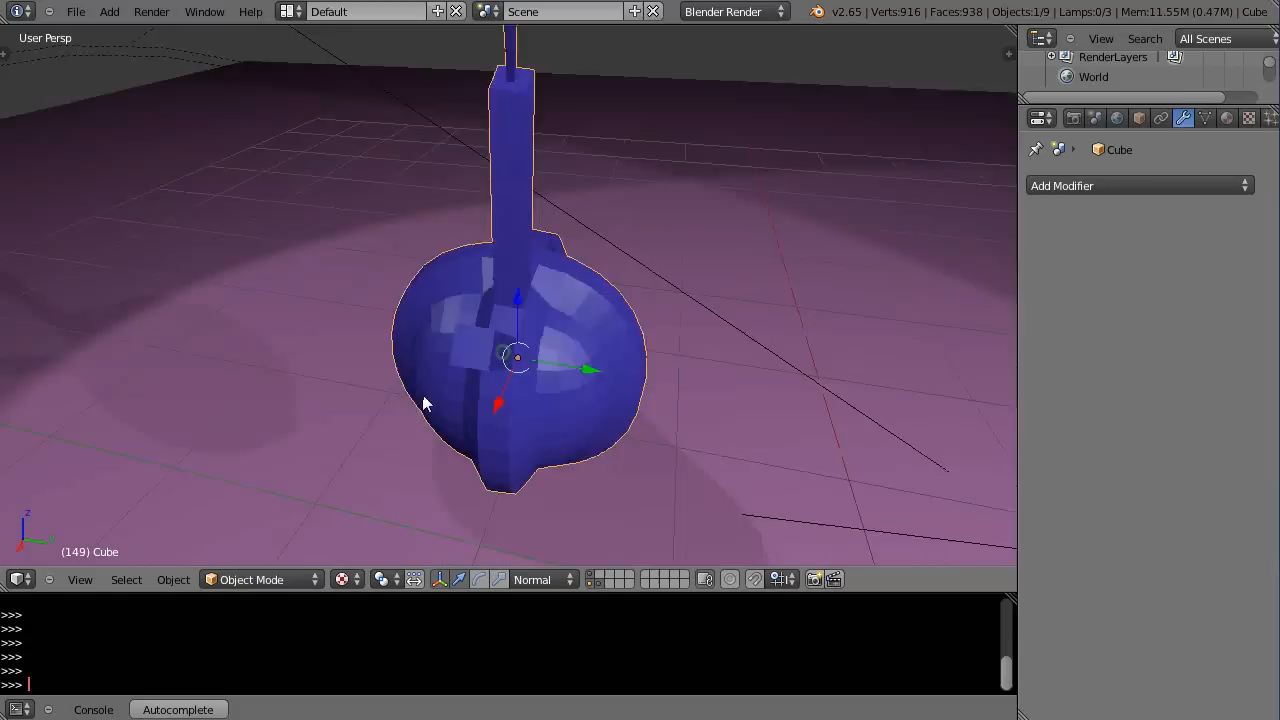 File Add Render Window Help Default Scene Blender Render v2.65 | Verts:916 | Faces:938 | Objects:1/9 | Lamps:0/3 | Mem:11.55M (0.47M) | Cube
User Persp
View Search All Scenes
RenderLayers
World
Cube
Add Modifier
z
(149) Cube
View Select Object Object Mode Normal
>>>
>>>
>>>
>>>
>>>
>>>
Console Autocomplete